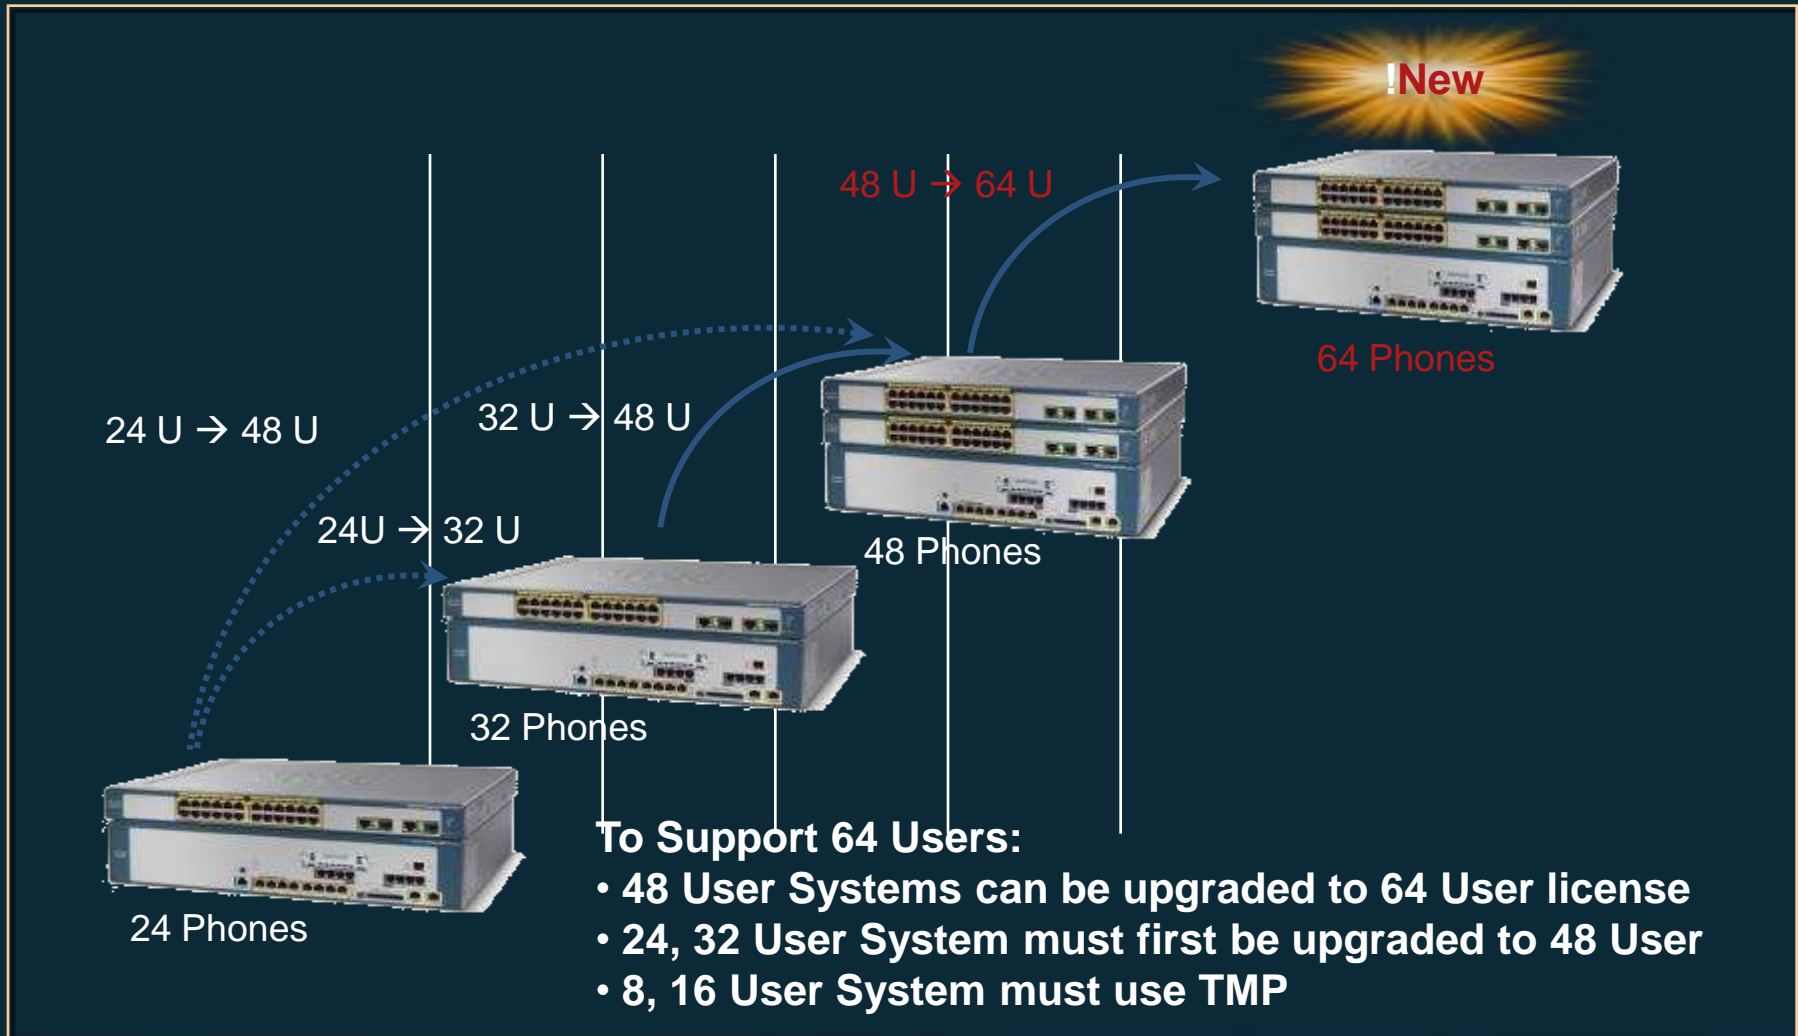 !New
48 U → 64 U
64 Phones
24 U → 48 U
32 U → 48 U
24U → 32 U
48 Phones
32 Phones
24 Phones
To Support 64 Users:
• 48 User Systems can be upgraded to 64 User license
• 24, 32 User System must first be upgraded to 48 User
• 8, 16 User System must use TMP